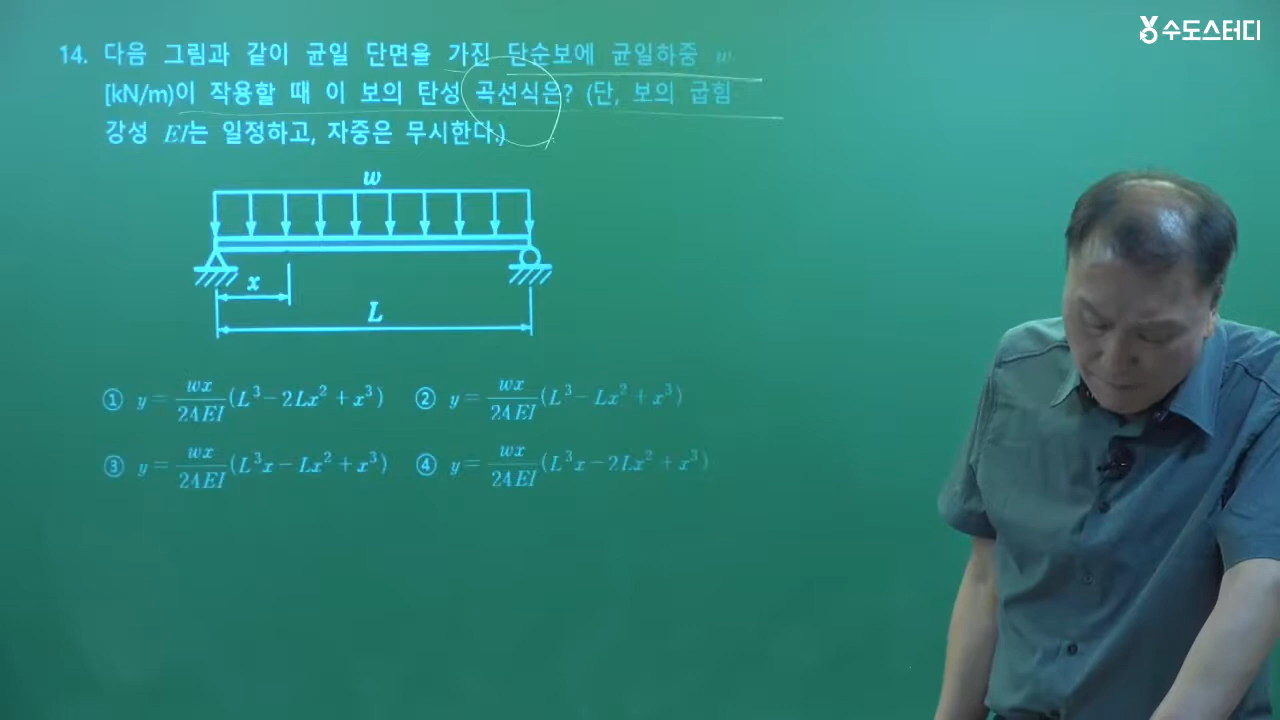 수도스터디
14. 다음 그림과 같이 균일 단면을 가진 단순보에 균일하중 w
[kN/m]이 작용할 때 이 보의 탄성 곡선식은? (단, 보의 굽힘
강성 EI는 일정하고, 자중은 무시한다.)
w
x
L
① y = wx/24EI (L³ − 2Lx² + x³) ② y = wx/24EI (L³ − Lx² + x³)
③ y = wx/24EI (L³x − Lx² + x³) ④ y = wx/24EI (L³x − 2Lx² + x³)